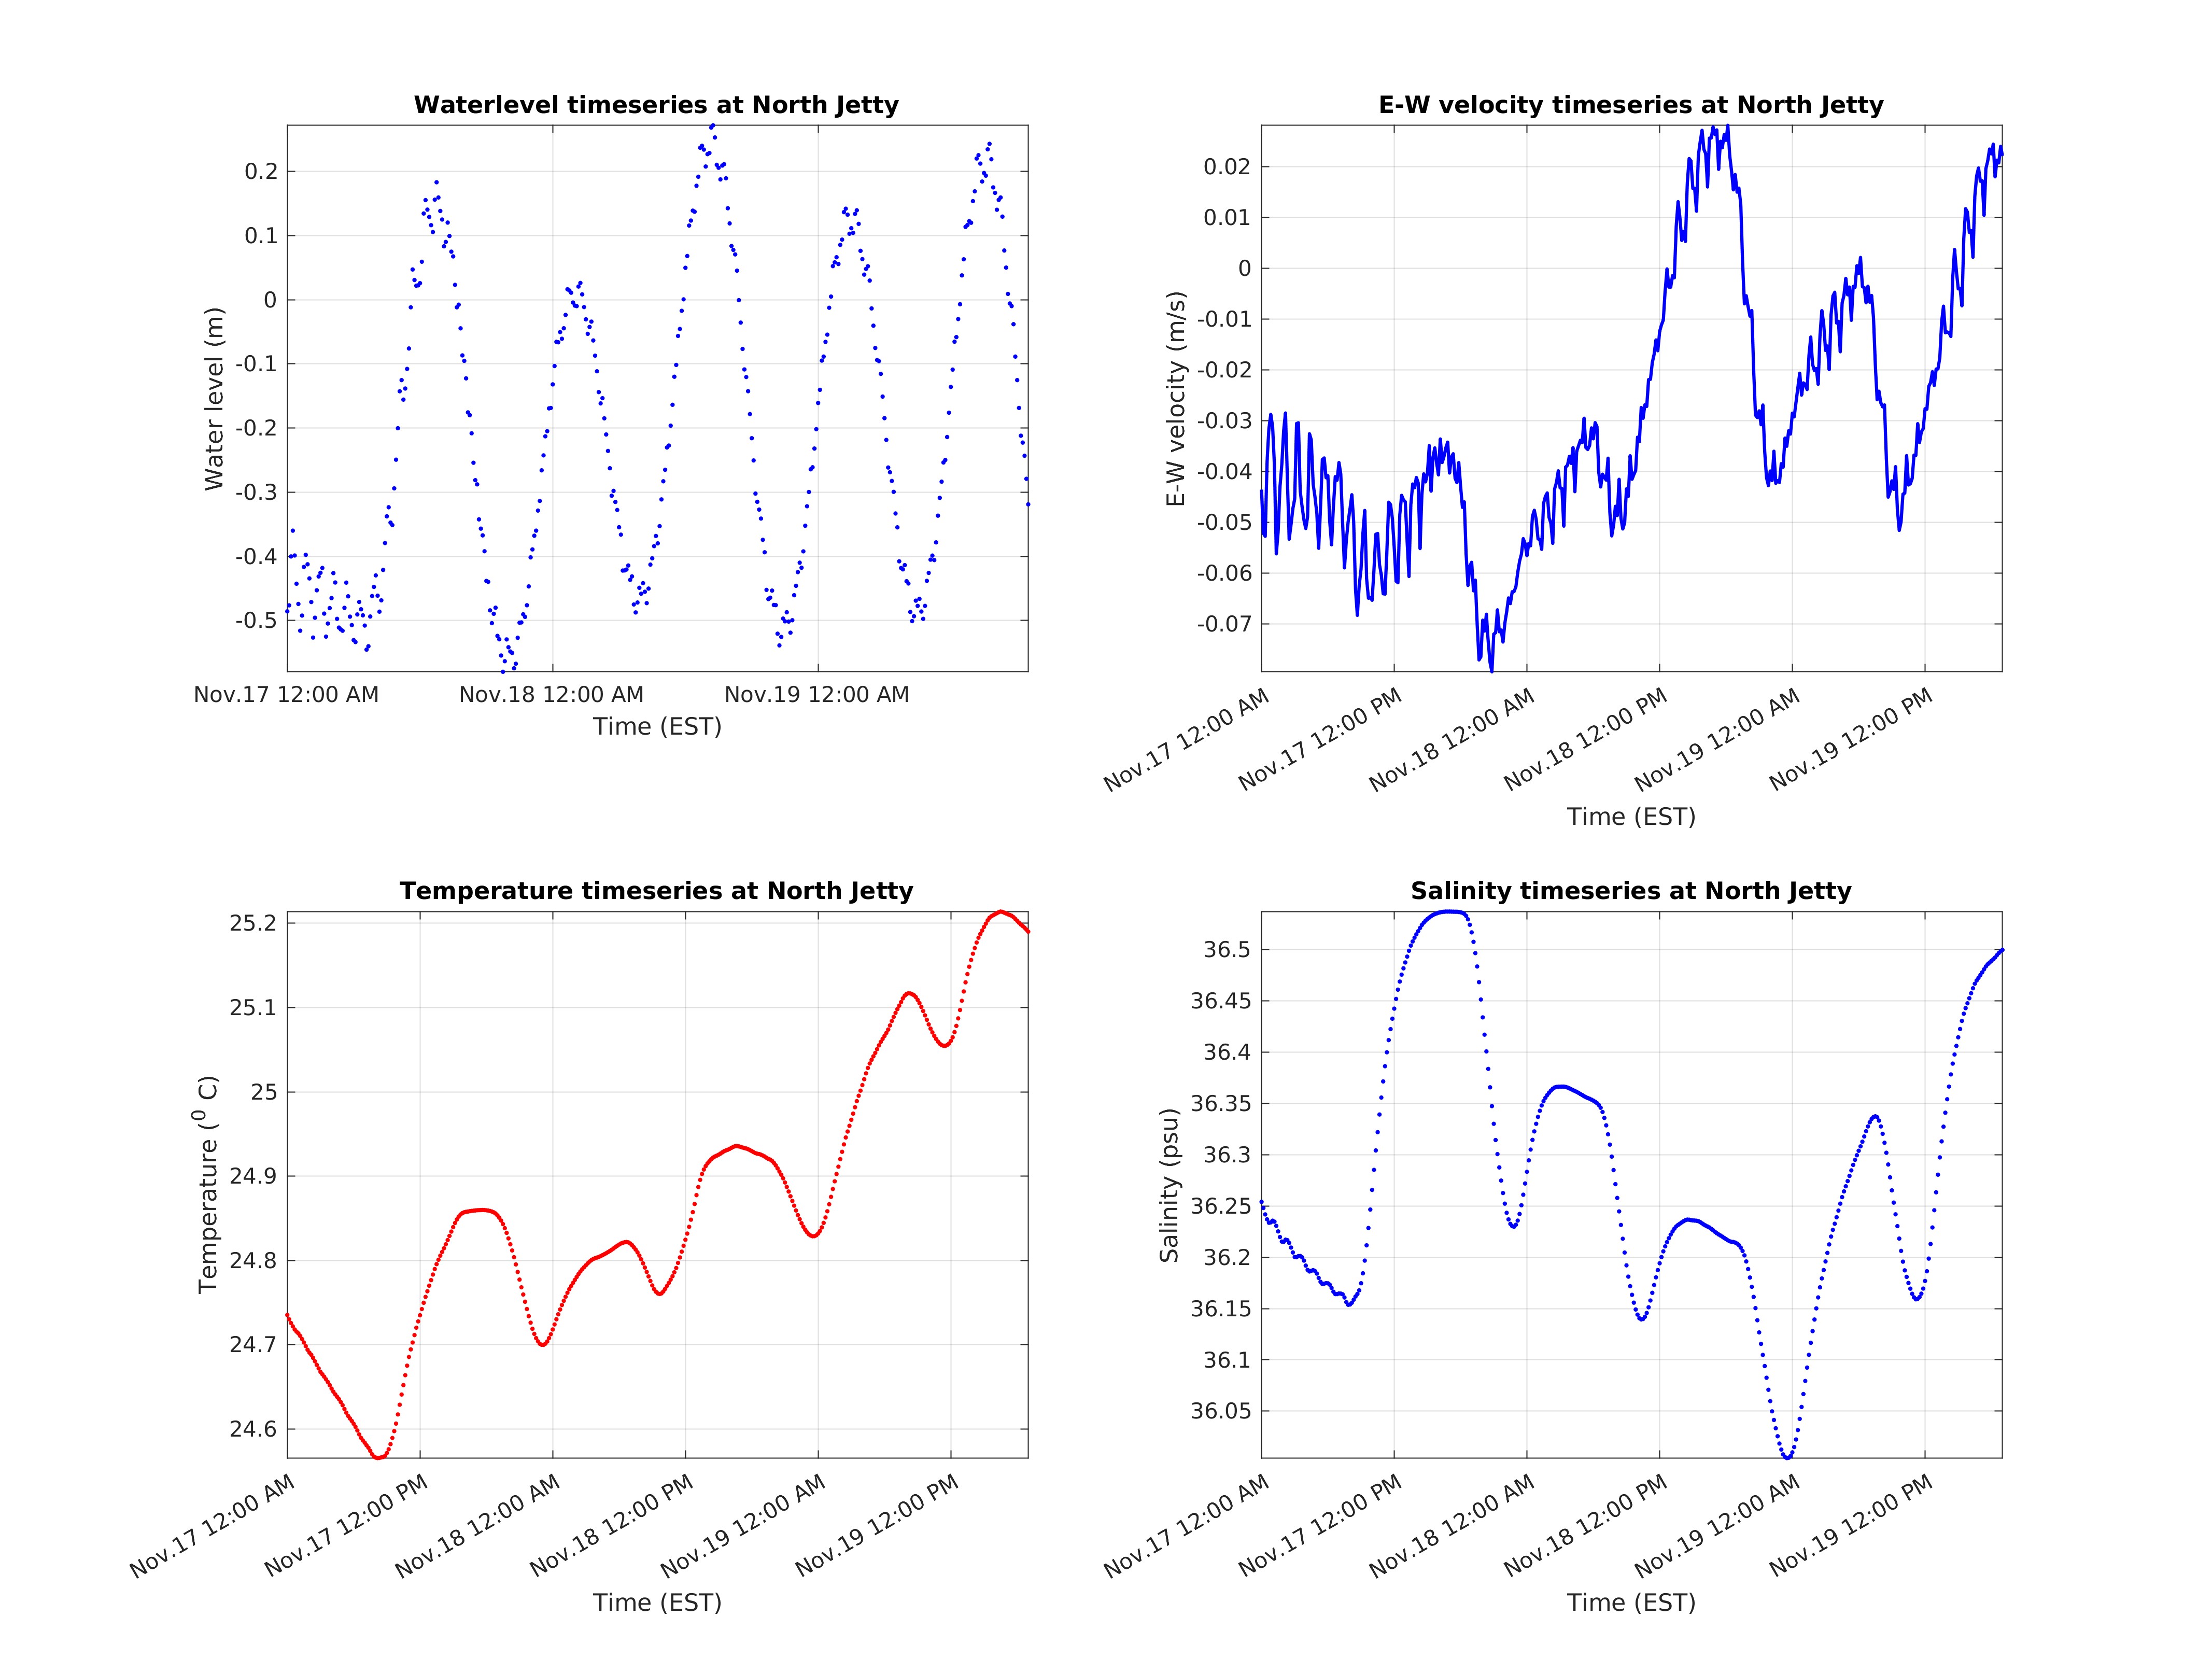 Waterlevel timeseries at North Jetty
0.2
0.1
0
-0.1
-0.2
-0.3
-0.4
-0.5
Water level (m)
Nov.17 12:00 AM
Nov.18 12:00 AM
Nov.19 12:00 AM
Time (EST)
E-W velocity timeseries at North Jetty
0.02
0.01
0
-0.01
-0.02
-0.03
-0.04
-0.05
-0.06
-0.07
E-W velocity (m/s)
Nov.17 12:00 AM
Nov.17 12:00 PM
Nov.18 12:00 AM
Nov.18 12:00 PM
Nov.19 12:00 AM
Nov.19 12:00 PM
Time (EST)
Temperature timeseries at North Jetty
25.2
25.1
25
24.9
24.8
24.7
24.6
Temperature (⁰ C)
Nov.17 12:00 AM
Nov.17 12:00 PM
Nov.18 12:00 AM
Nov.18 12:00 PM
Nov.19 12:00 AM
Nov.19 12:00 PM
Time (EST)
Salinity timeseries at North Jetty
36.5
36.45
36.4
36.35
36.3
36.25
36.2
36.15
36.1
36.05
Salinity (psu)
Nov.17 12:00 AM
Nov.17 12:00 PM
Nov.18 12:00 AM
Nov.18 12:00 PM
Nov.19 12:00 AM
Nov.19 12:00 PM
Time (EST)